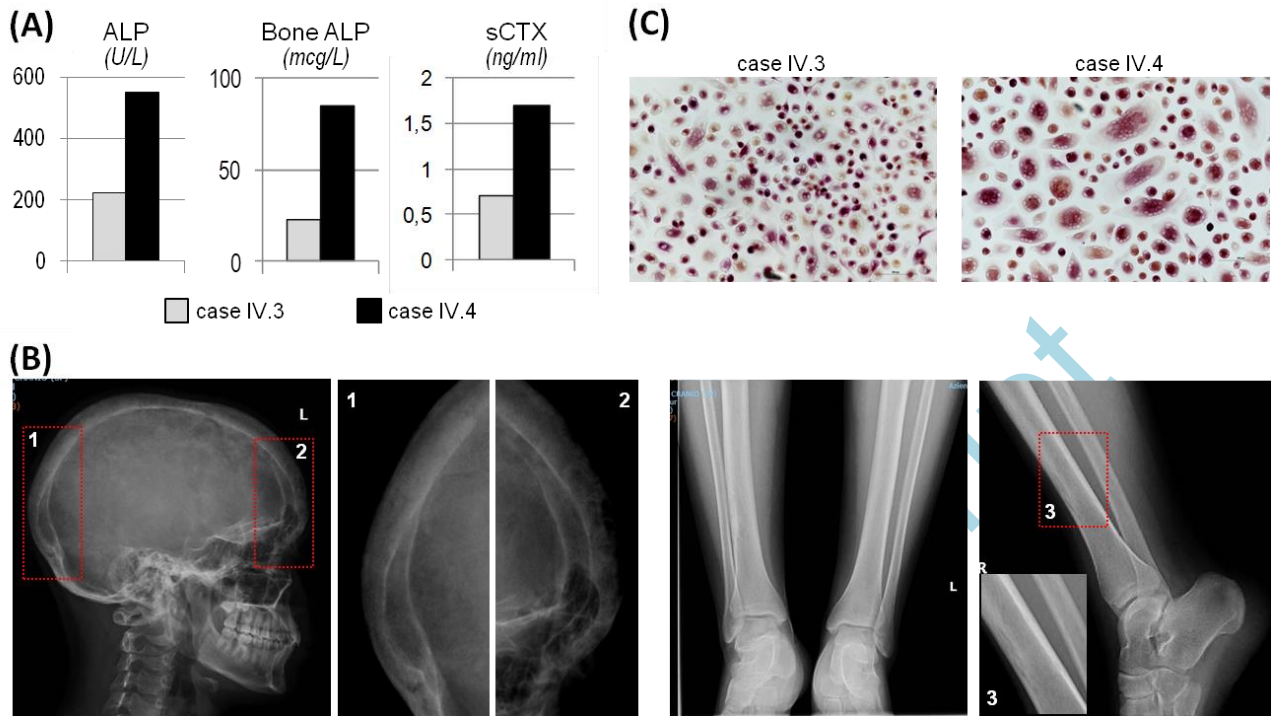 (A)
ALP
(U/L)
600
400
200
0
Bone ALP
(mcg/L)
100
50
0
sCTX
(ng/ml)
2
1,5
1
0,5
0
case IV.3
case IV.4
(C)
case IV.3
case IV.4
(B)
1
L
2
1
2
CRANIO
L
Azien
3
R
3